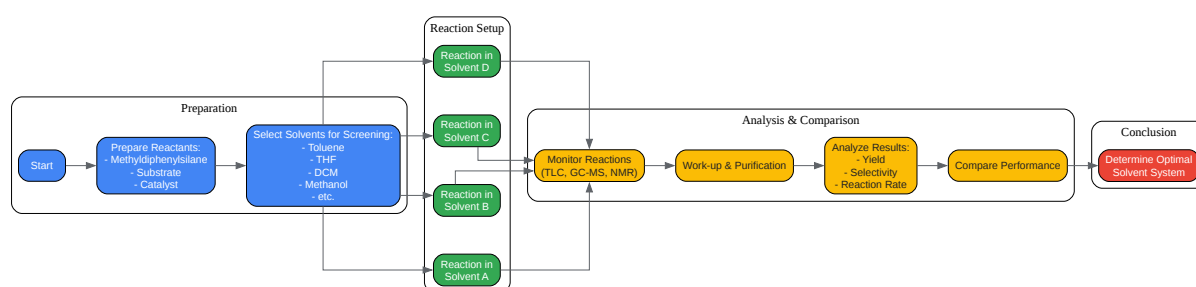 Preparation
Start
Prepare Reactants:
- Methyldiphenylsilane
- Substrate
- Catalyst
Select Solvents for Screening:
- Toluene
- THF
- DCM
- Methanol
- etc.
Reaction Setup
Reaction in
Solvent D
Reaction in
Solvent C
Reaction in
Solvent B
Reaction in
Solvent A
Analysis & Comparison
Monitor Reactions
(TLC, GC-MS, NMR)
Work-up & Purification
Analyze Results:
- Yield
- Selectivity
- Reaction Rate
Compare Performance
Conclusion
Determine Optimal
Solvent System